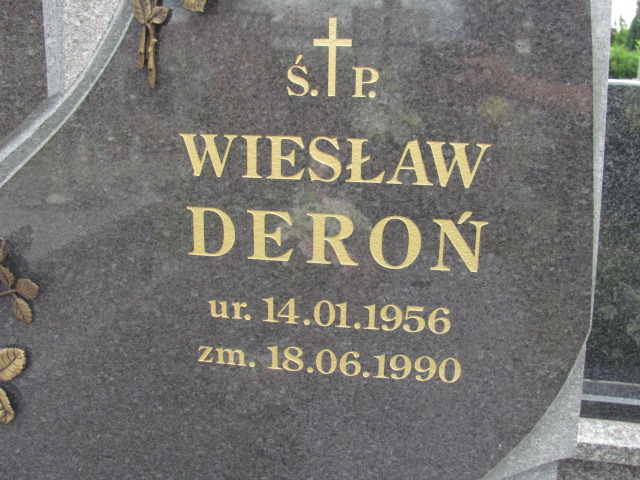 Ś.P.
WIESŁAW
DEROŃ
ur. 14.01.1956
zm. 18.06.1990